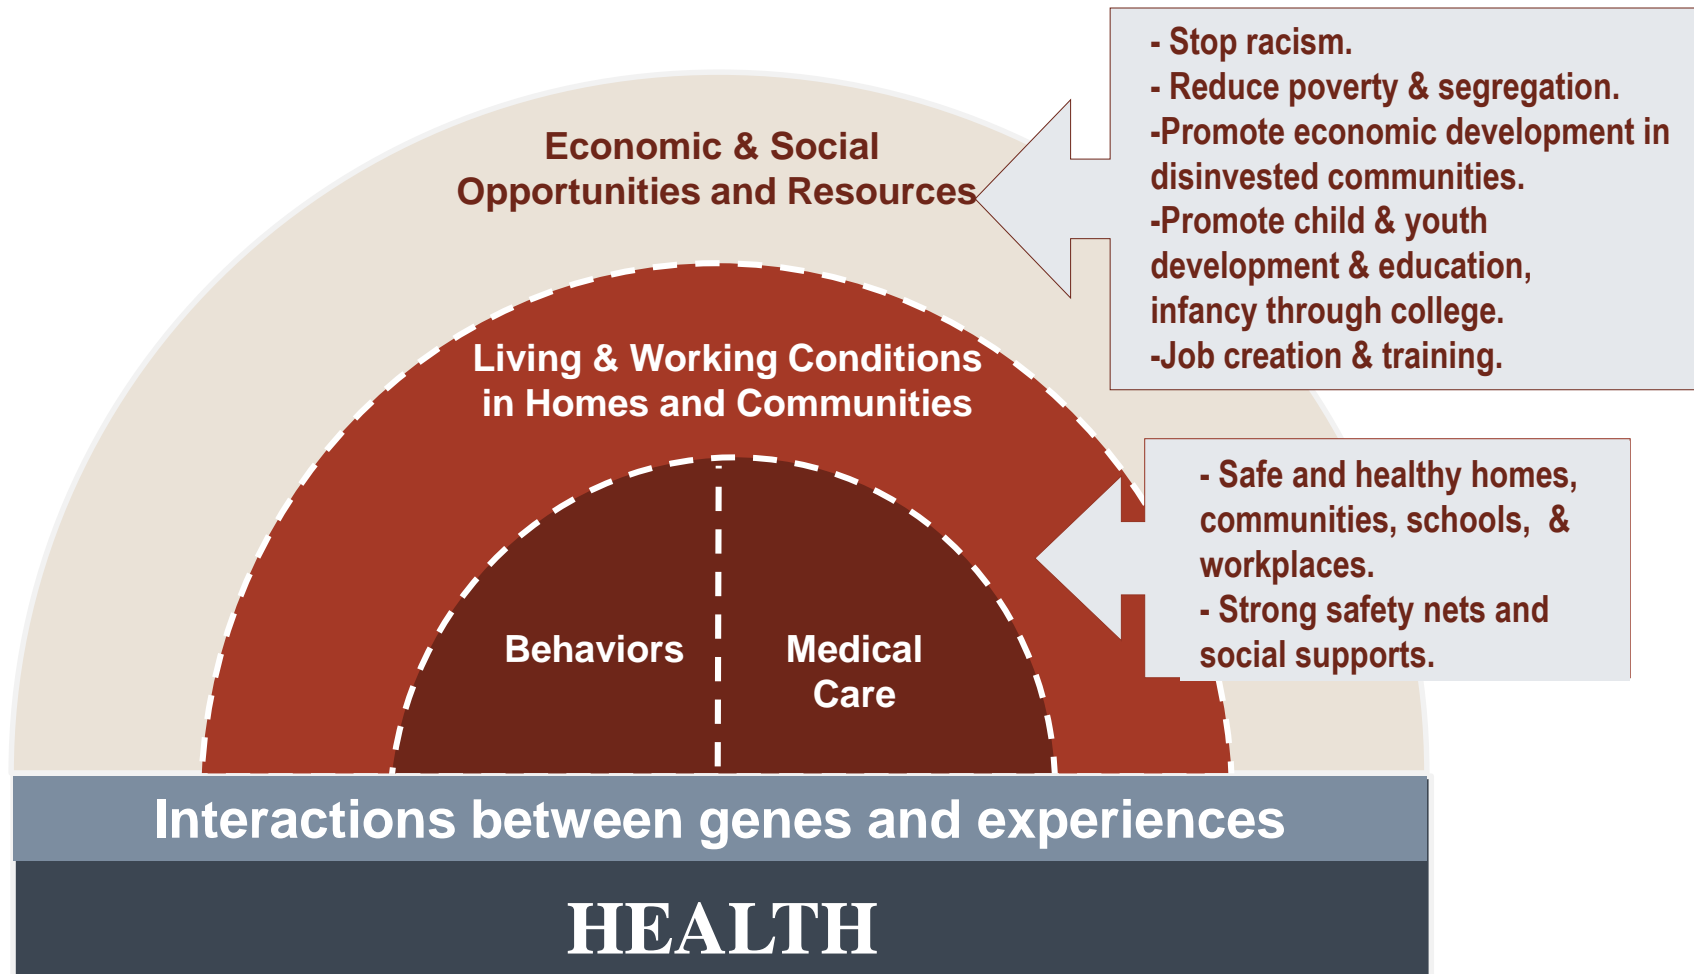 Economic & Social
Opportunities and Resources
- Stop racism.
- Reduce poverty & segregation.
-Promote economic development in
disinvested communities.
-Promote child & youth
development & education,
infancy through college.
-Job creation & training.
Living & Working Conditions
in Homes and Communities
- Safe and healthy homes,
communities, schools,  &
workplaces.
- Strong safety nets and
social supports.
Behaviors
Medical
Care
Interactions between genes and experiences
HEALTH